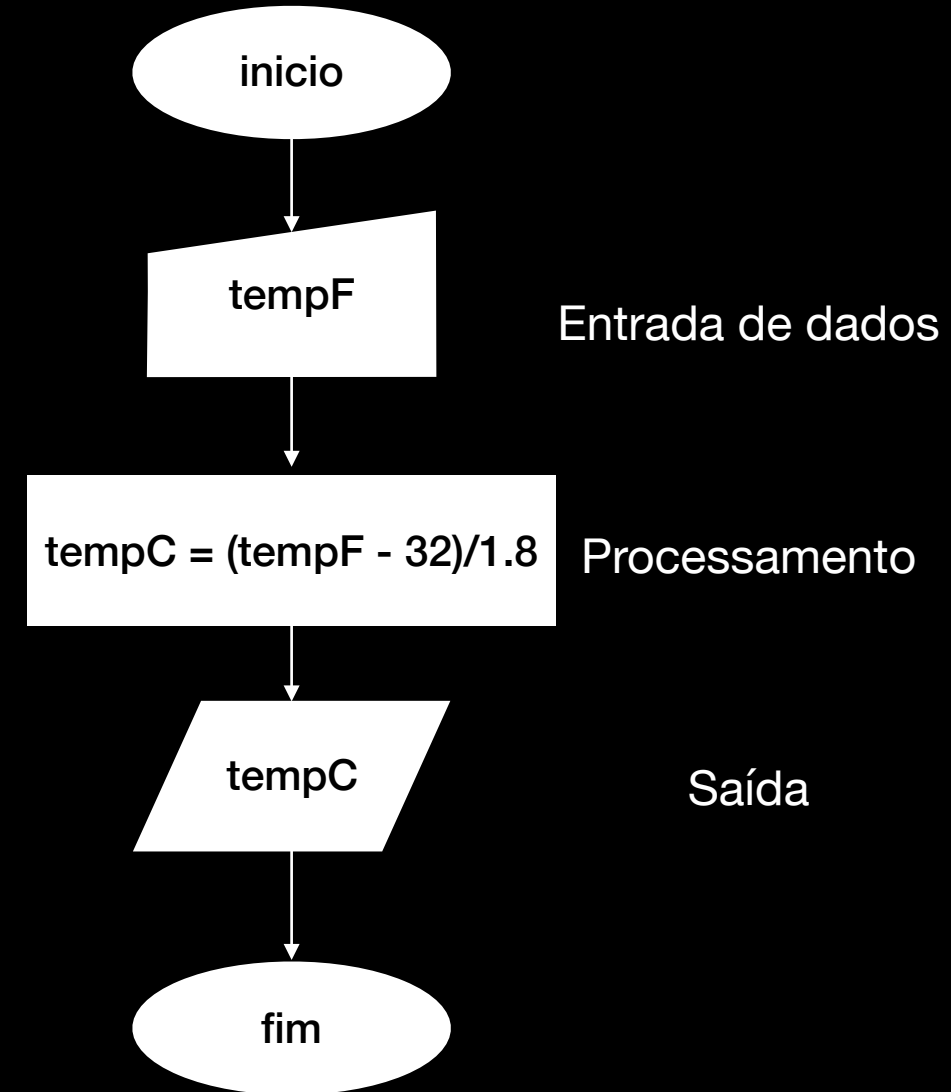 inicio
tempF
Entrada de dados
tempC = (tempF - 32)/1.8
Processamento
tempC
Saída
fim